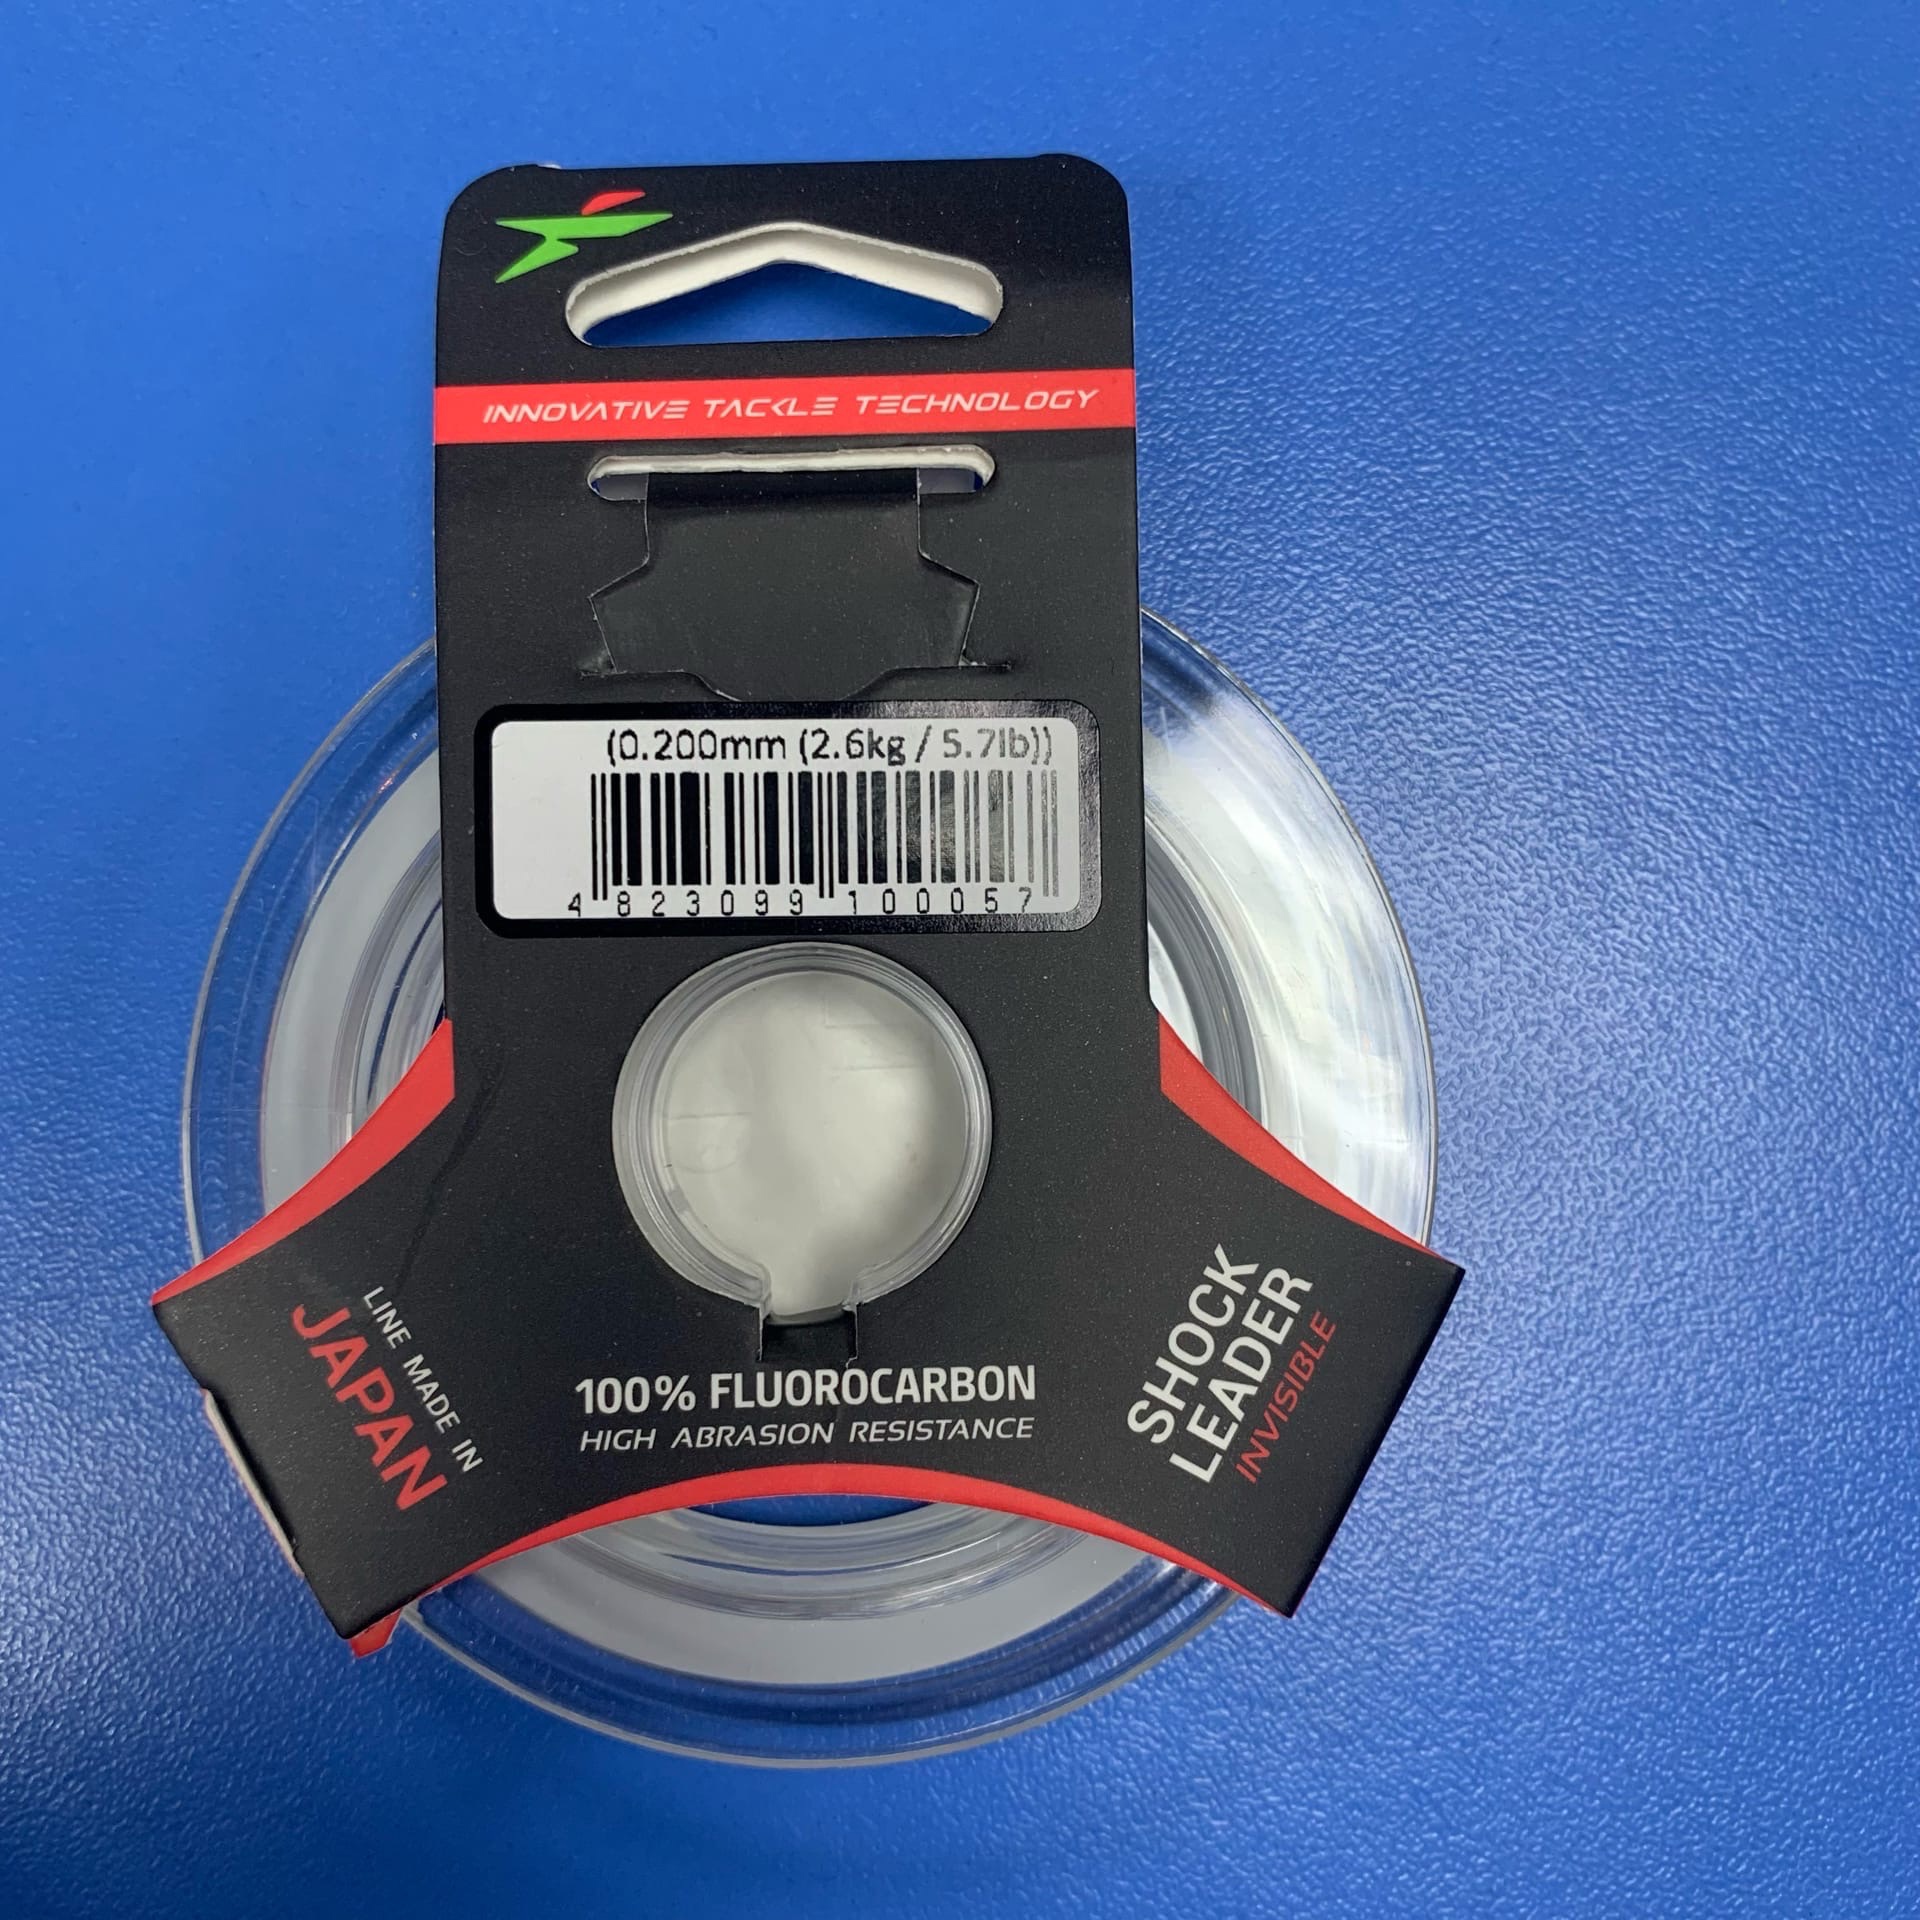 INNOVATIVE TACKLE TECHNOLOGY
(0.200mm (2.6kg / 5.7lb))
4 823099 100057
LINE MADE IN
JAPAN
100% FLUOROCARBON
HIGH ABRASION RESISTANCE
SHOCK
LEADER
INVISIBLE